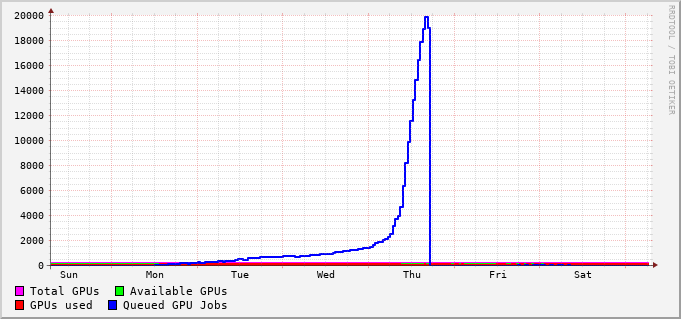 RRDTOOL / TOBI OETIKER
20000
18000
16000
14000
12000
10000
8000
6000
4000
2000
0
Sun Mon Tue Wed Thu Fri Sat
Total GPUs Available GPUs
GPUs used Queued GPU Jobs